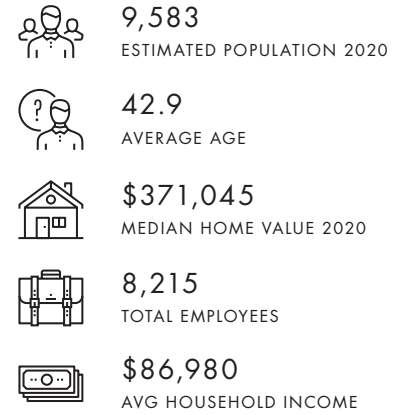 9,583
ESTIMATED POPULATION 2020
?
42.9
AVERAGE AGE
$371,045
MEDIAN HOME VALUE 2020
8,215
TOTAL EMPLOYEES
$86,980
AVG HOUSEHOLD INCOME